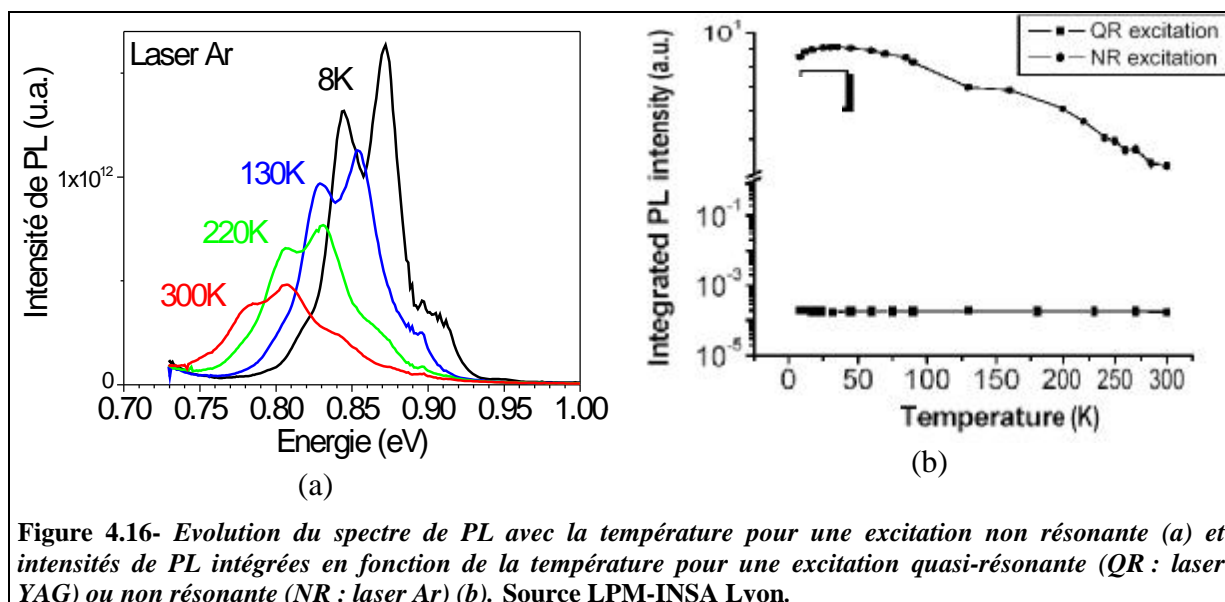 Laser Ar
Intensité de PL (u.a.)
1x10¹²
0
8K
130K
220K
300K
0.70 0.75 0.80 0.85 0.90 0.95 1.00
Energie (eV)
(a)
Integrated PL intensity (a.u.)
10¹
10⁻¹
10⁻³
10⁻⁵
QR excitation
NR excitation
0 50 100 150 200 250 300
Temperature (K)
(b)
Figure 4.16- Evolution du spectre de PL avec la température pour une excitation non résonante (a) et
intensités de PL intégrées en fonction de la température pour une excitation quasi-résonante (QR : laser
YAG) ou non résonante (NR : laser Ar) (b). Source LPM-INSA Lyon.